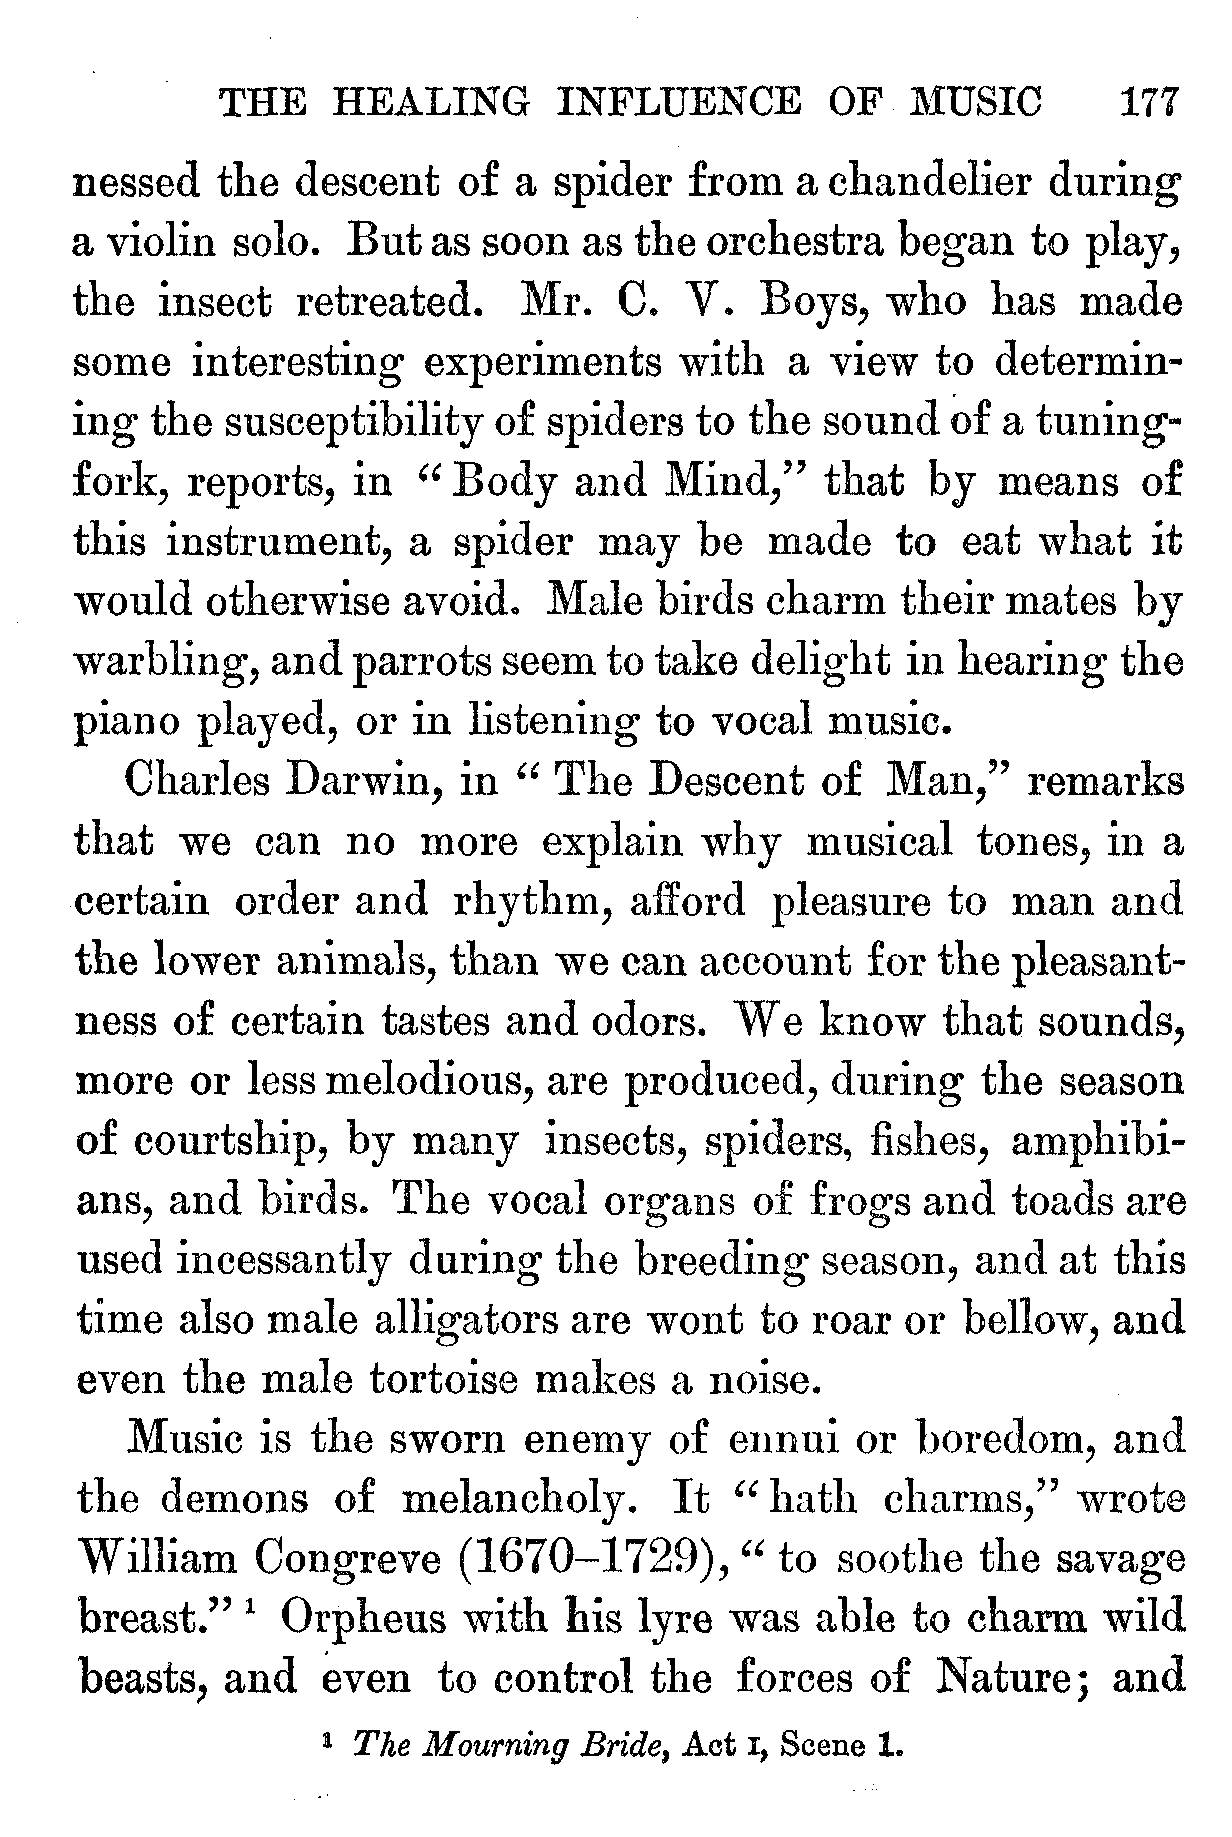 THE HEALING INFLUENCE OF MUSIC 177
nessed the descent of a spider from a chandelier during
a violin solo. But as soon as the orchestra began to play,
the insect retreated. Mr. C. V. Boys, who has made
some interesting experiments with a view to determin-
ing the susceptibility of spiders to the sound of a tuning-
fork, reports, in “Body and Mind,” that by means of
this instrument, a spider may be made to eat what it
would otherwise avoid. Male birds charm their mates by
warbling, and parrots seem to take delight in hearing the
piano played, or in listening to vocal music.
Charles Darwin, in “The Descent of Man,” remarks
that we can no more explain why musical tones, in a
certain order and rhythm, afford pleasure to man and
the lower animals, than we can account for the pleasant-
ness of certain tastes and odors. We know that sounds,
more or less melodious, are produced, during the season
of courtship, by many insects, spiders, fishes, amphibi-
ans, and birds. The vocal organs of frogs and toads are
used incessantly during the breeding season, and at this
time also male alligators are wont to roar or bellow, and
even the male tortoise makes a noise.
Music is the sworn enemy of ennui or boredom, and
the demons of melancholy. It “hath charms,” wrote
William Congreve (1670–1729), “to soothe the savage
breast.” ¹ Orpheus with his lyre was able to charm wild
beasts, and even to control the forces of Nature; and
¹ The Mourning Bride, Act I, Scene 1.